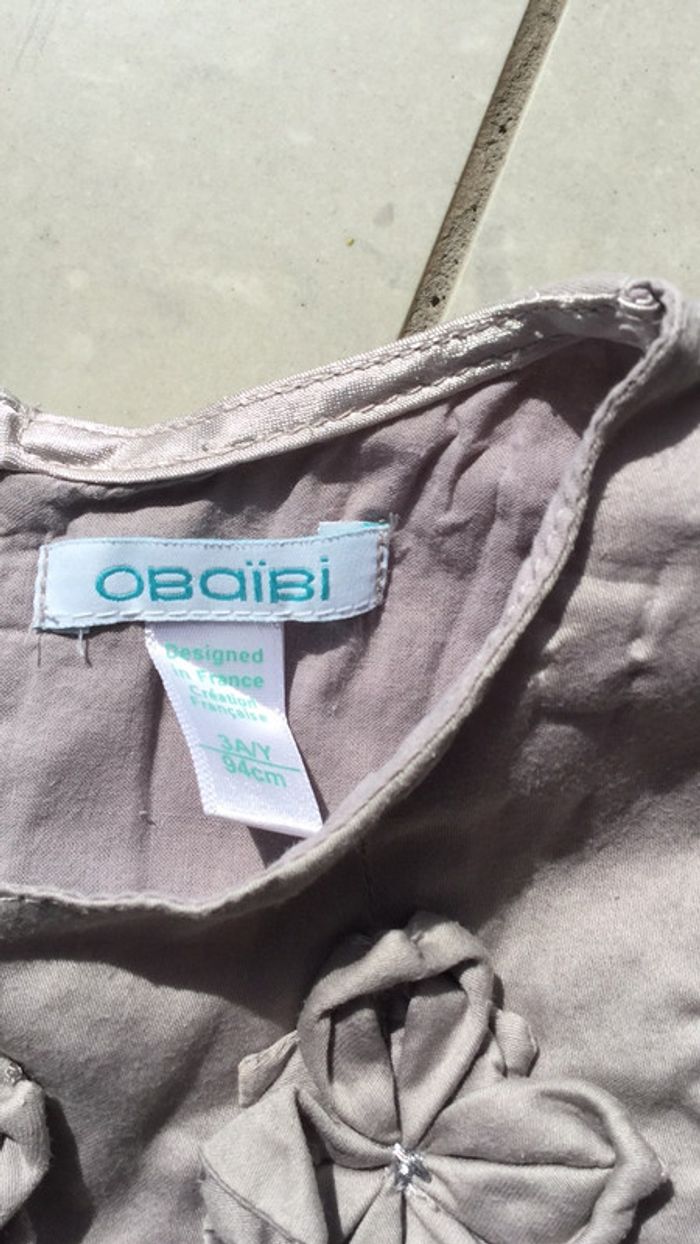 OBaïBi
Designed
in France
Création
Française
3A/Y
94cm